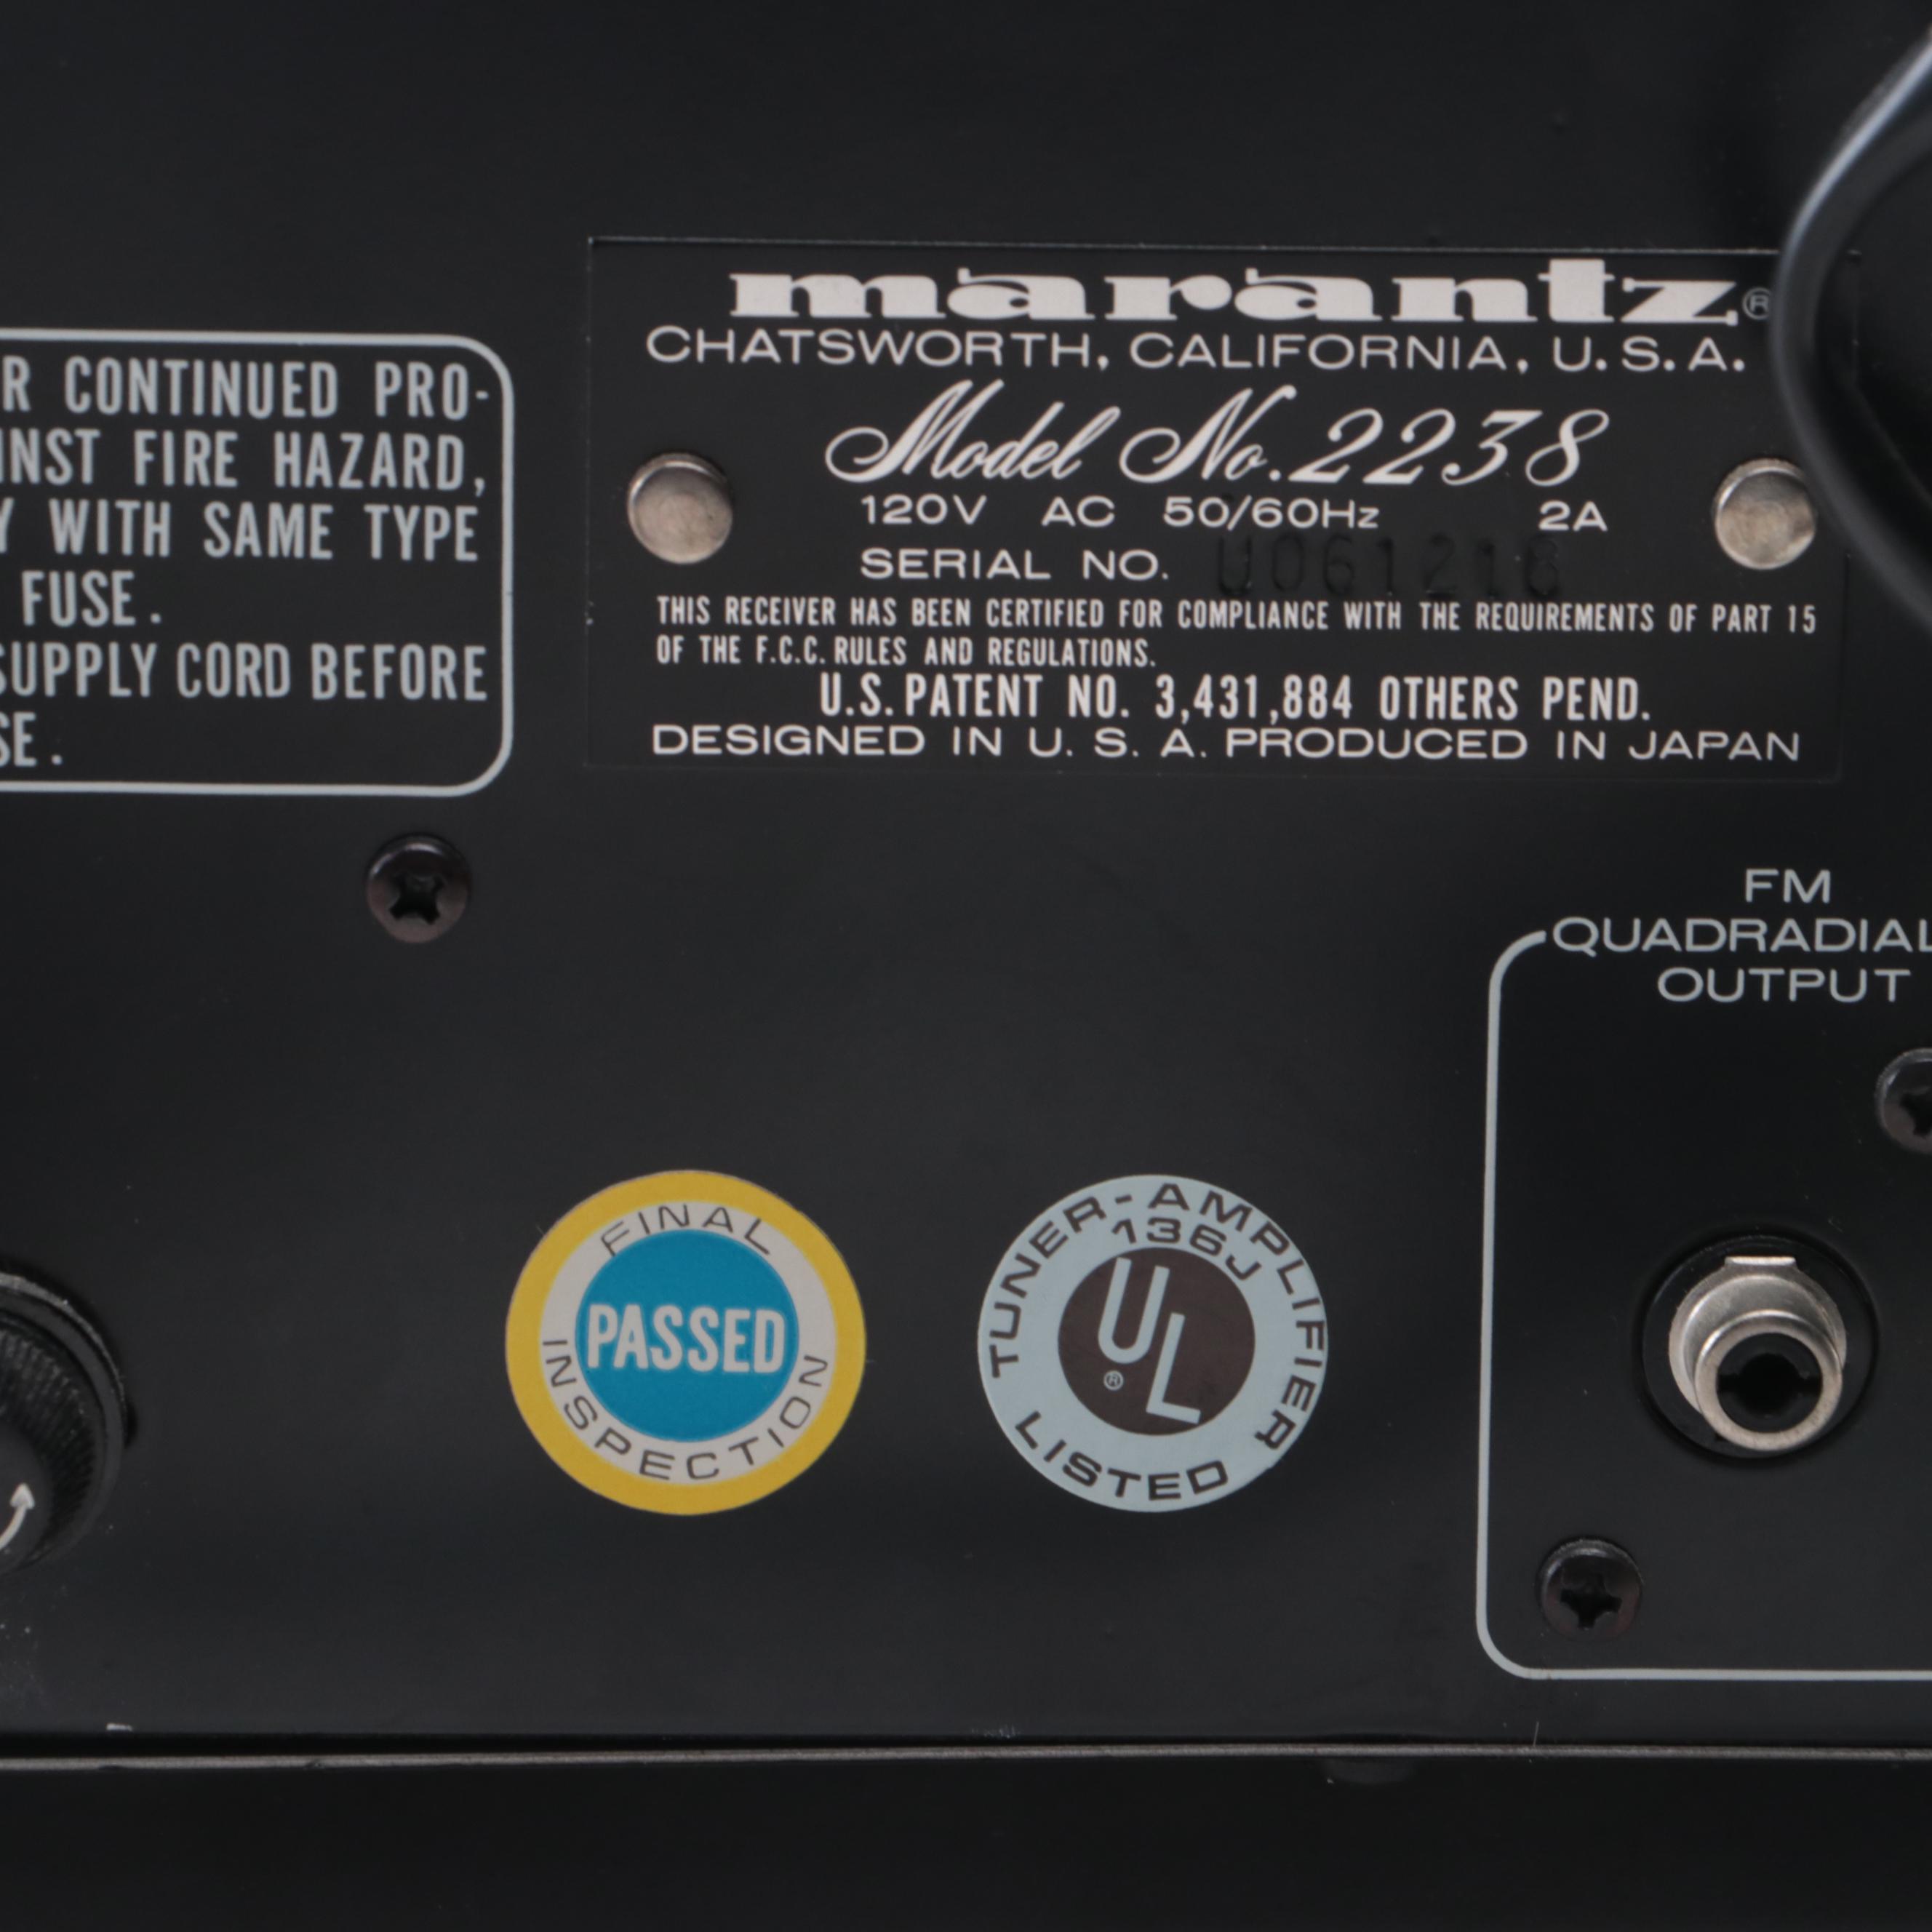 R CONTINUED PRO-
INST FIRE HAZARD,
Y WITH SAME TYPE
FUSE.
SUPPLY CORD BEFORE
SE.
marantz®
CHATSWORTH, CALIFORNIA, U.S.A.
Model No. 2238
120V AC 50/60Hz 2A
SERIAL NO. U061218
THIS RECEIVER HAS BEEN CERTIFIED FOR COMPLIANCE WITH THE REQUIREMENTS OF PART 15
OF THE F.C.C. RULES AND REGULATIONS.
U.S. PATENT NO. 3,431,884 OTHERS PEND.
DESIGNED IN U.S.A. PRODUCED IN JAPAN
FM
QUADRADIAL
OUTPUT
FINAL
PASSED
INSPECTION
TUNER-AMPLIFIER
136J
UL®
LISTED